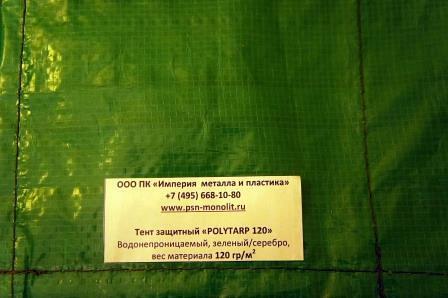 ООО ПК «Империя металла и пластика»
+7 (495) 668-10-80
www.psn-monolit.ru
Тент защитный «POLYTARP 120»
Водонепроницаемый, зеленый/серебро,
вес материала 120 гр/м²